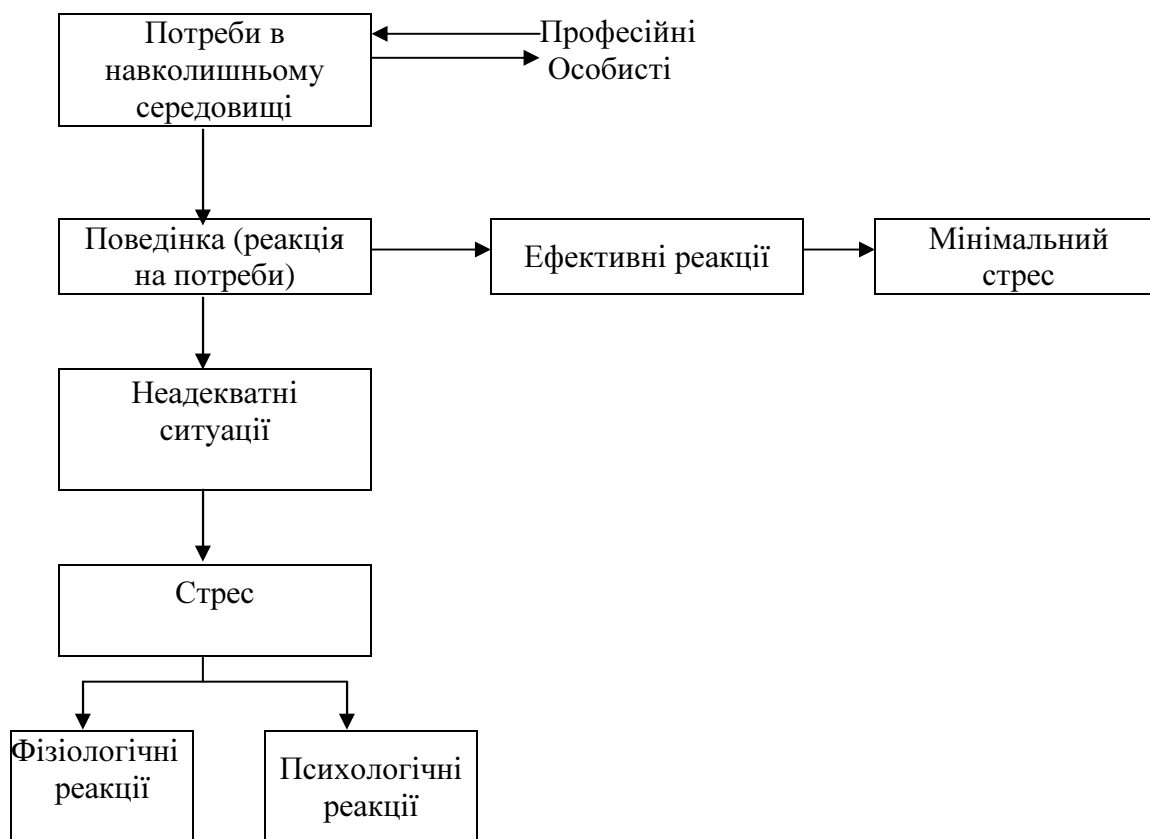 Потреби в
навколишньому
середовищі
Професійні
Особисті
Поведінка (реакція
на потреби)
Ефективні реакції
Мінімальний
стрес
Неадекватні
ситуації
Стрес
Фізіологічні
реакції
Психологічні
реакції